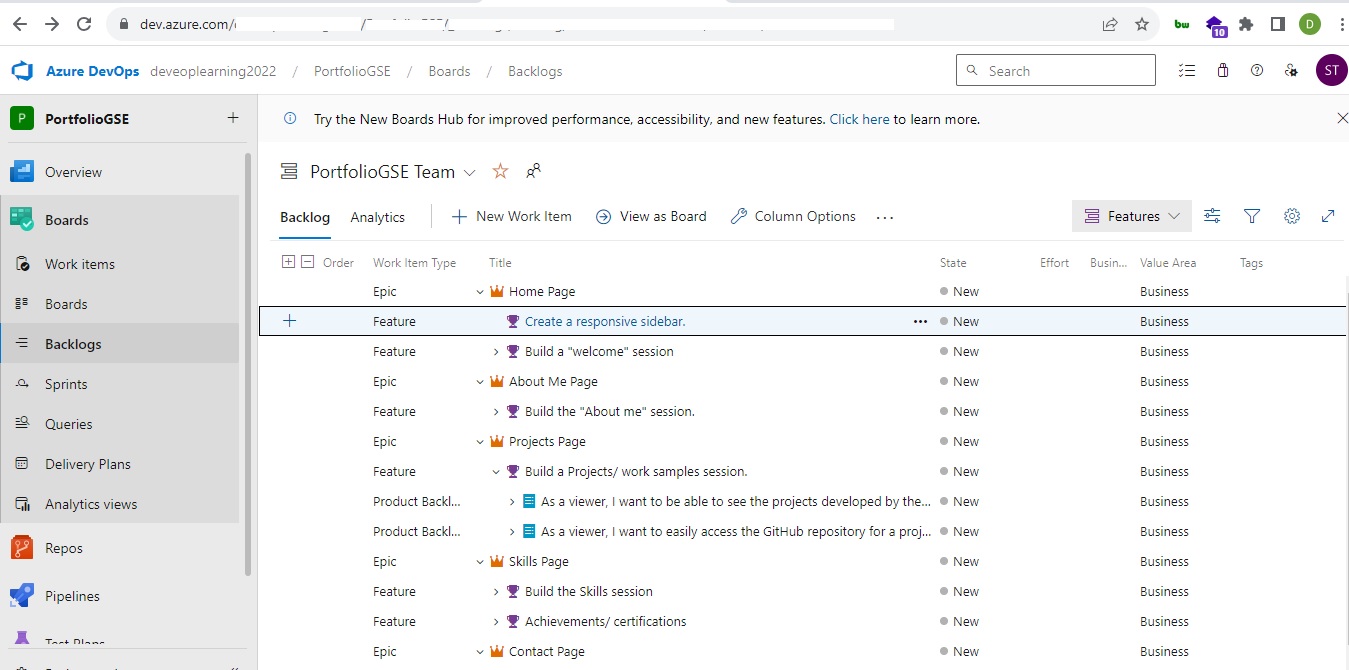 dev.azure.com/
bw
10
D
Azure DevOps deveoplearning2022 / PortfolioGSE / Boards / Backlogs
Search
ST
P PortfolioGSE +
Try the New Boards Hub for improved performance, accessibility, and new features. Click here to learn more.
Overview
Boards
Work items
Boards
Backlogs
Sprints
Queries
Delivery Plans
Analytics views
Repos
Pipelines
Test Plans
PortfolioGSE Team
Backlog Analytics New Work Item View as Board Column Options ...
Features
Order Work Item Type Title State Effort Busin... Value Area Tags
Epic Home Page New Business
Feature Create a responsive sidebar. ... New Business
Feature Build a "welcome" session New Business
Epic About Me Page New Business
Feature Build the "About me" session. New Business
Epic Projects Page New Business
Feature Build a Projects/ work samples session. New Business
Product Backl... As a viewer, I want to be able to see the projects developed by the... New Business
Product Backl... As a viewer, I want to easily access the GitHub repository for a proj... New Business
Epic Skills Page New Business
Feature Build the Skills session New Business
Feature Achievements/ certifications New Business
Epic Contact Page New Business